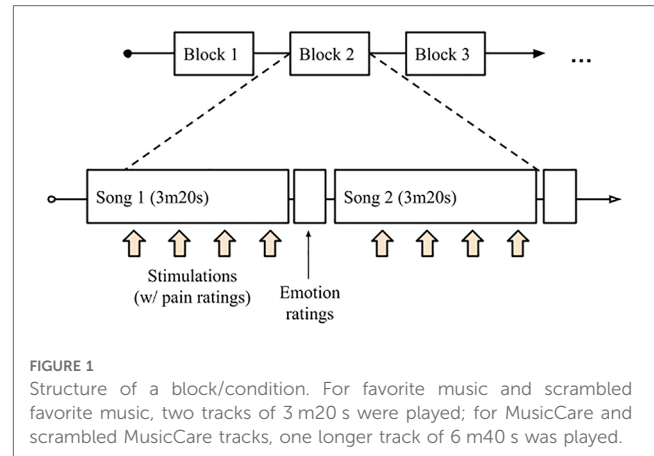 Block 1
Block 2
Block 3
...
Song 1 (3m20s)
Song 2 (3m20s)
Stimulations
(w/ pain ratings)
Emotion
ratings
FIGURE 1
Structure of a block/condition. For favorite music and scrambled
favorite music, two tracks of 3 m20 s were played; for MusicCare and
scrambled MusicCare tracks, one longer track of 6 m40 s was played.